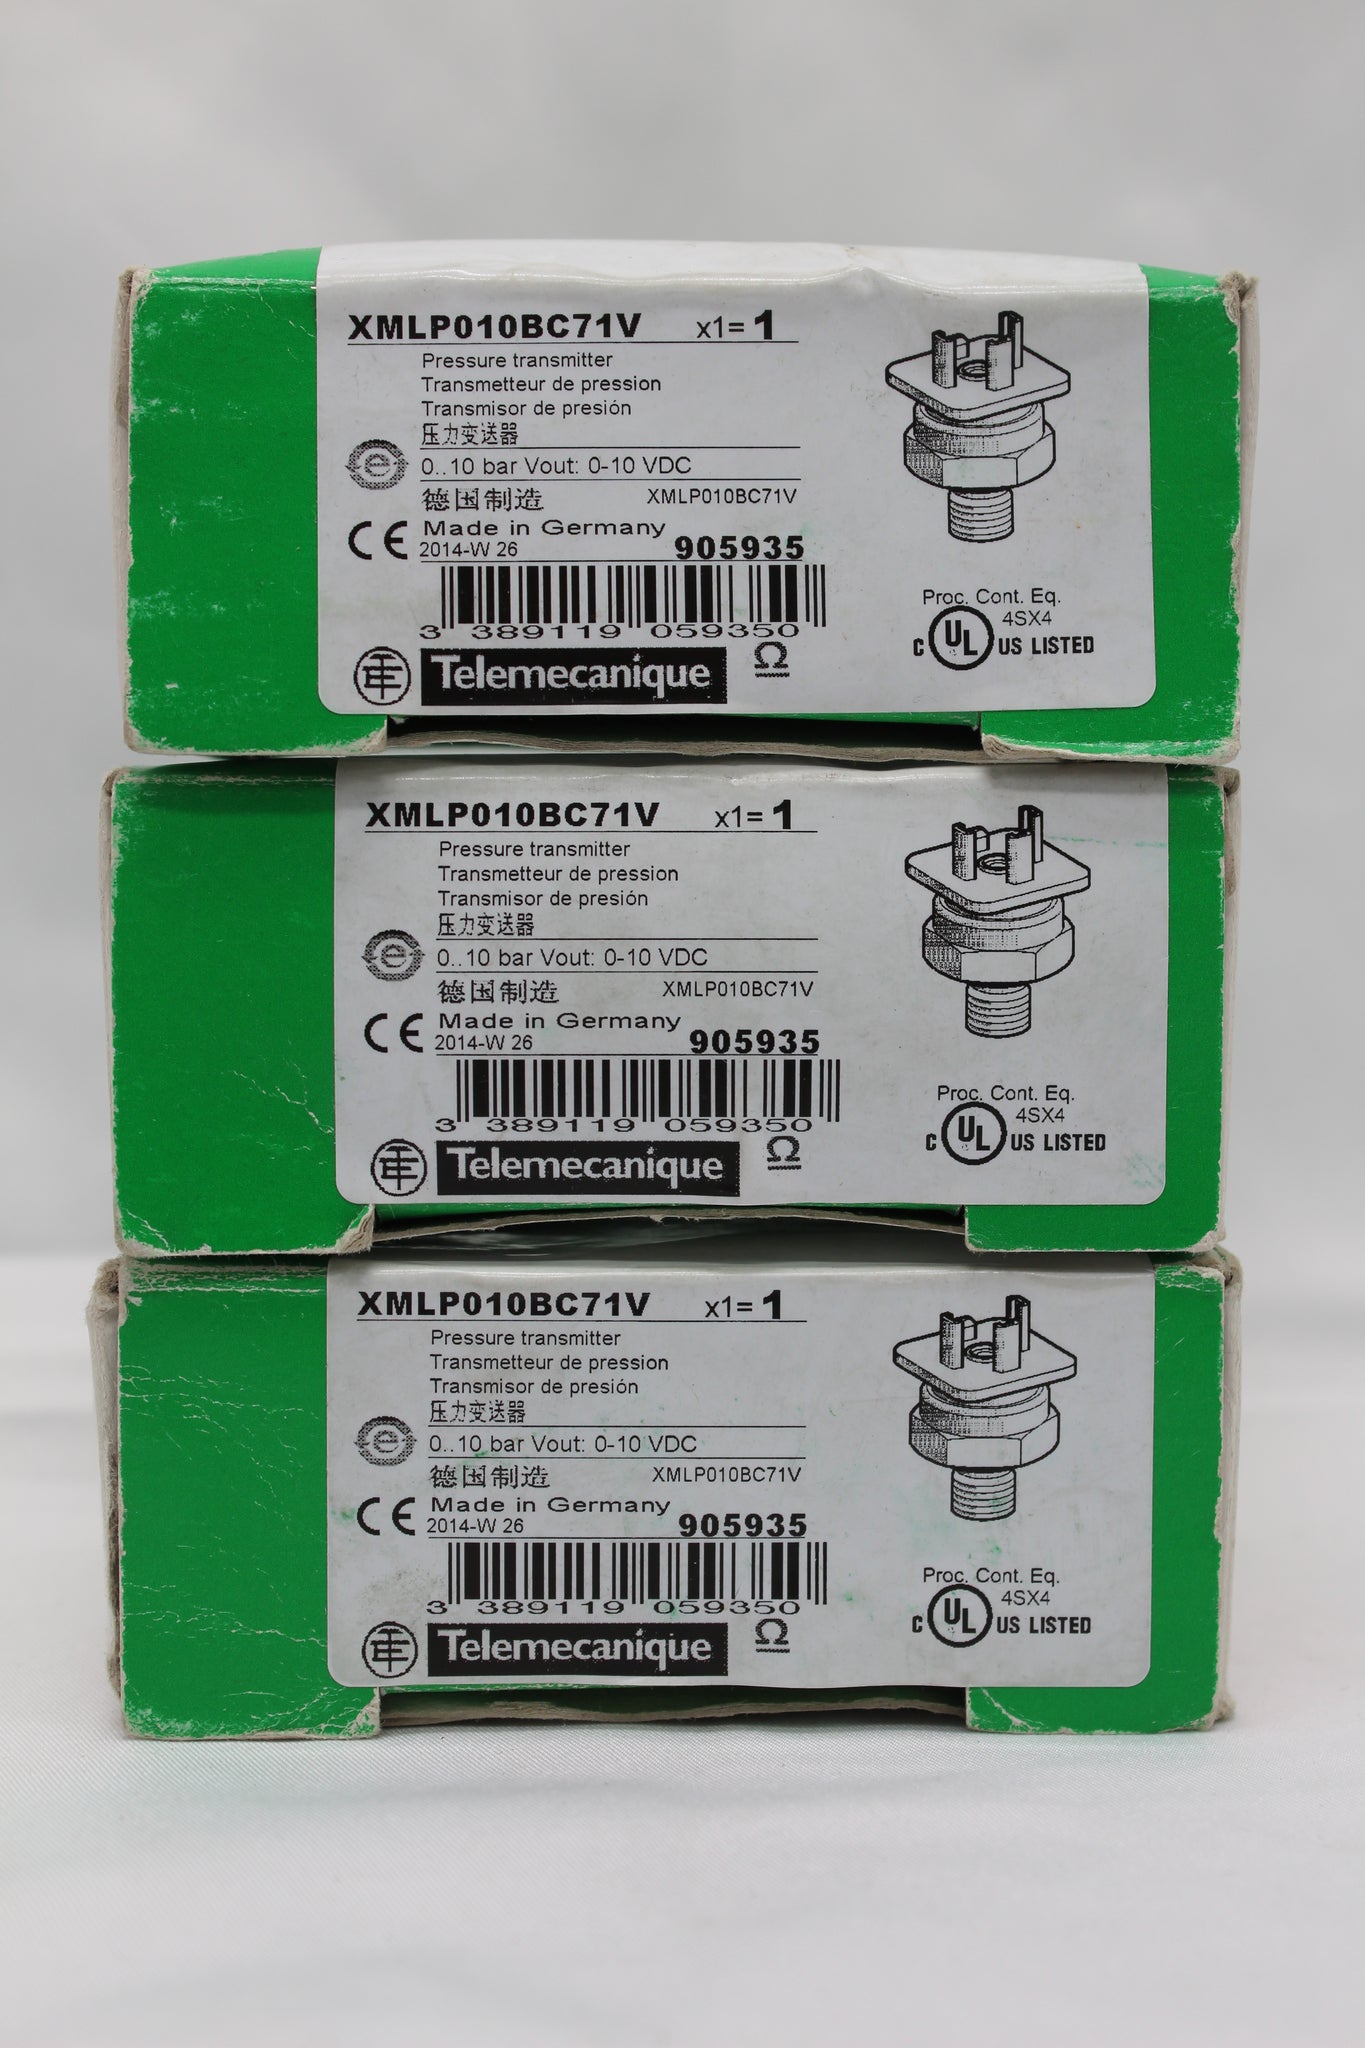 XMLP010BC71V x1= 1
Pressure transmitter
Transmetteur de pression
Transmisor de presión
压力变送器
e 0..10 bar Vout: 0-10 VDC
德国制造 XMLP010BC71V
CE Made in Germany
2014-W 26 905935
3 389119 059350
Telemecanique Ω
Proc. Cont. Eq.
4SX4
C UL US LISTED
XMLP010BC71V x1= 1
Pressure transmitter
Transmetteur de pression
Transmisor de presión
压力变送器
e 0..10 bar Vout: 0-10 VDC
德国制造 XMLP010BC71V
CE Made in Germany
2014-W 26 905935
3 389119 059350
Telemecanique Ω
Proc. Cont. Eq.
4SX4
C UL US LISTED
XMLP010BC71V x1= 1
Pressure transmitter
Transmetteur de pression
Transmisor de presión
压力变送器
e 0..10 bar Vout: 0-10 VDC
德国制造 XMLP010BC71V
CE Made in Germany
2014-W 26 905935
3 389119 059350
Telemecanique Ω
Proc. Cont. Eq.
4SX4
C UL US LISTED